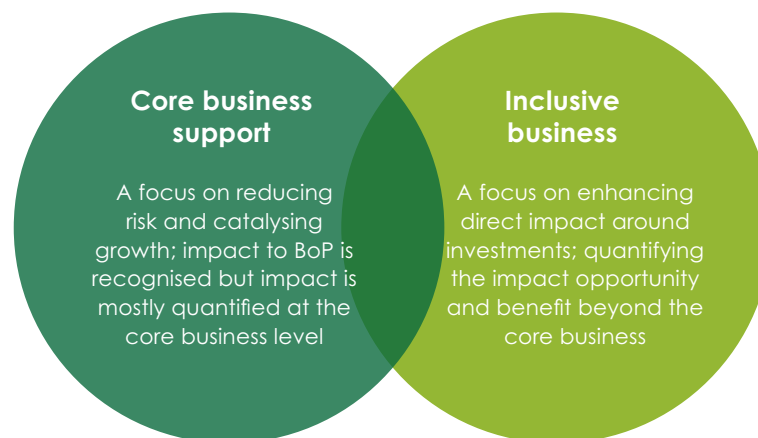 Core business
support
A focus on reducing
risk and catalysing
growth; impact to BoP is
recognised but impact is
mostly quantified at the
core business level
Inclusive
business
A focus on enhancing
direct impact around
investments; quantifying
the impact opportunity
and benefit beyond the
core business